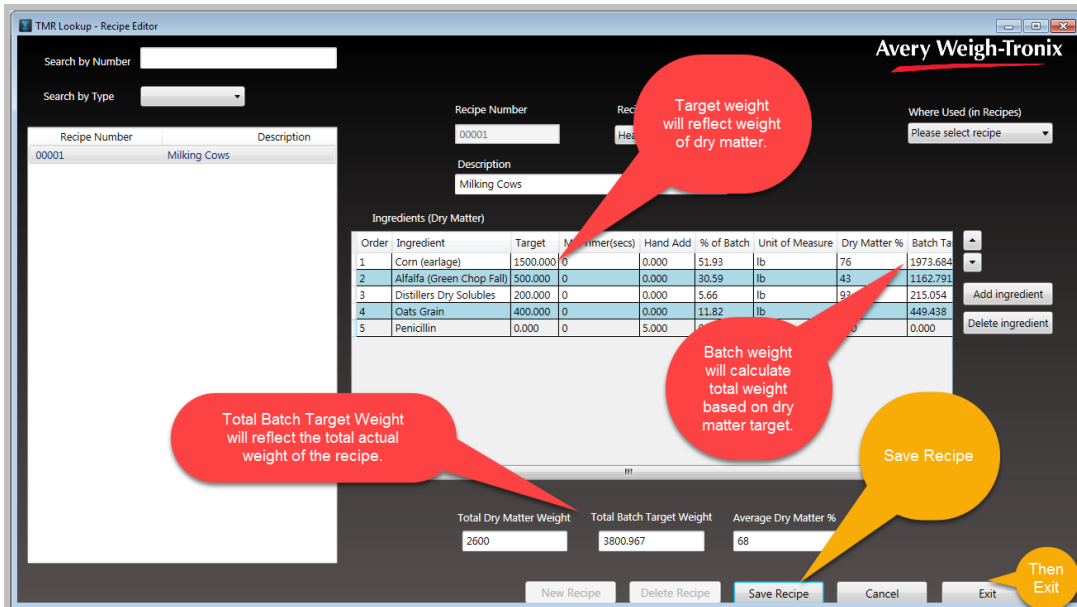 TMR Lookup - Recipe Editor
Avery Weigh-Tronix
Search by Number
Search by Type
Recipe Number Description
00001 Milking Cows
Recipe Number
00001
Where Used (in Recipes)
Please select recipe
Description
Milking Cows
Target weight
will reflect weight
of dry matter.
Ingredients (Dry Matter)
Order Ingredient Target Hand Add % of Batch Unit of Measure Dry Matter % Batch Ta
1 Corn (earlage) 1500.000 0 0.000 51.93 lb 76 1973.684
2 Alfalfa (Green Chop Fall) 500.000 0 0.000 30.59 lb 43 1162.791
3 Distillers Dry Solubles 200.000 0 0.000 5.66 lb 215.054
4 Oats Grain 400.000 0 0.000 11.82 lb 449.438
5 Penicillin 0.000 0 5.000 lb 0.000
Add ingredient
Delete ingredient
Batch weight
will calculate
total weight
based on dry
matter target.
Total Batch Target Weight
will reflect the total actual
weight of the recipe.
Save Recipe
Total Dry Matter Weight Total Batch Target Weight Average Dry Matter %
2600 3800.967 68
Then
Exit
New Recipe Delete Recipe Save Recipe Cancel Exit